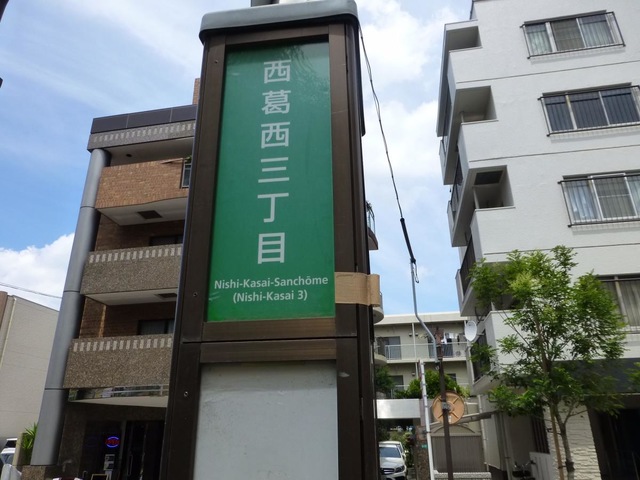 西葛西三丁目
Nishi-Kasai-Sanchōme
(Nishi-Kasai 3)